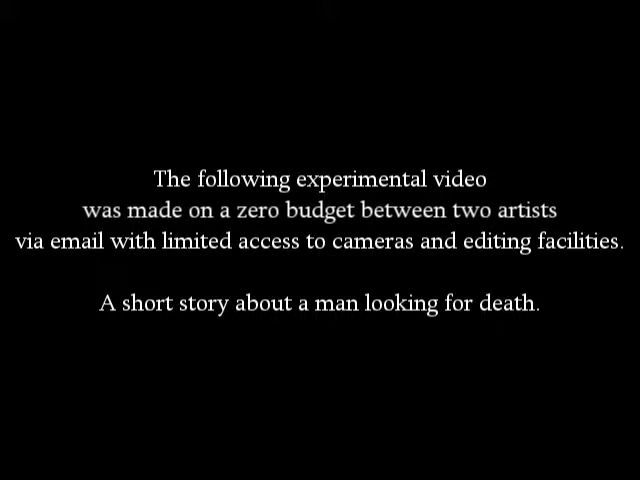 The following experimental video
was made on a zero budget between two artists
via email with limited access to cameras and editing facilities.
A short story about a man looking for death.